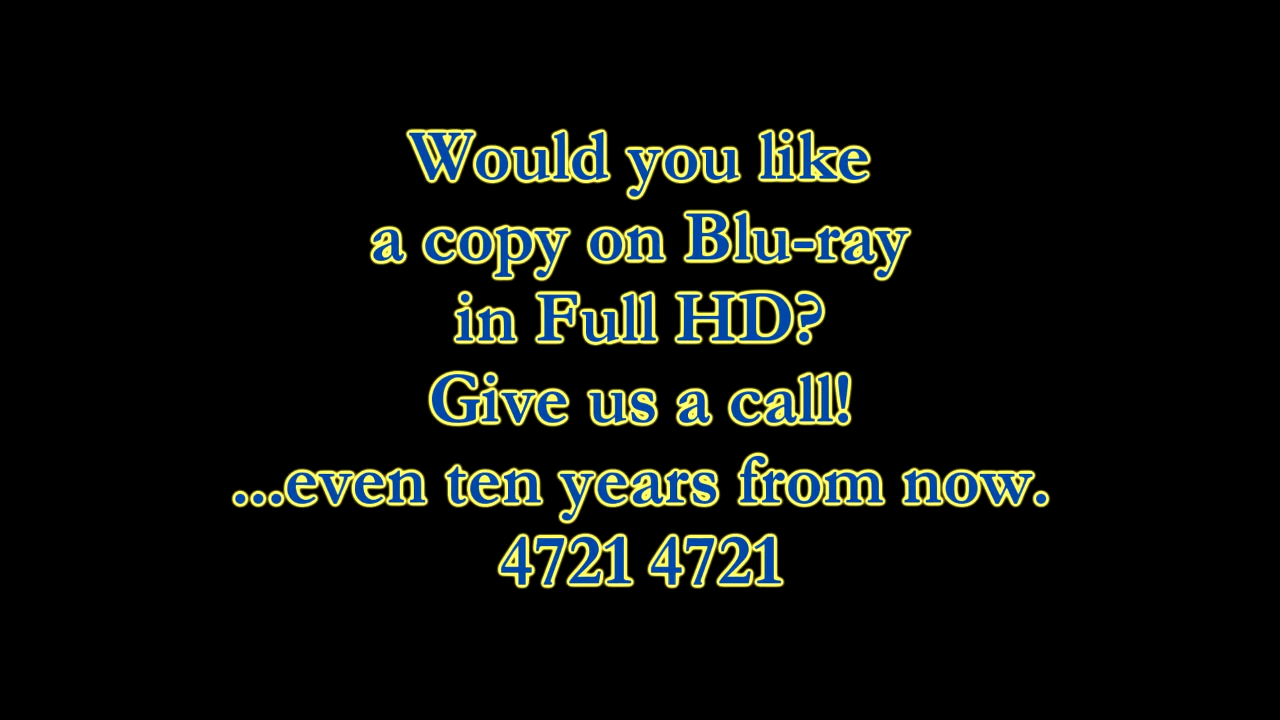 Would you like
a copy on Blu-ray
in Full HD?
Give us a call!
...even ten years from now.
4721 4721